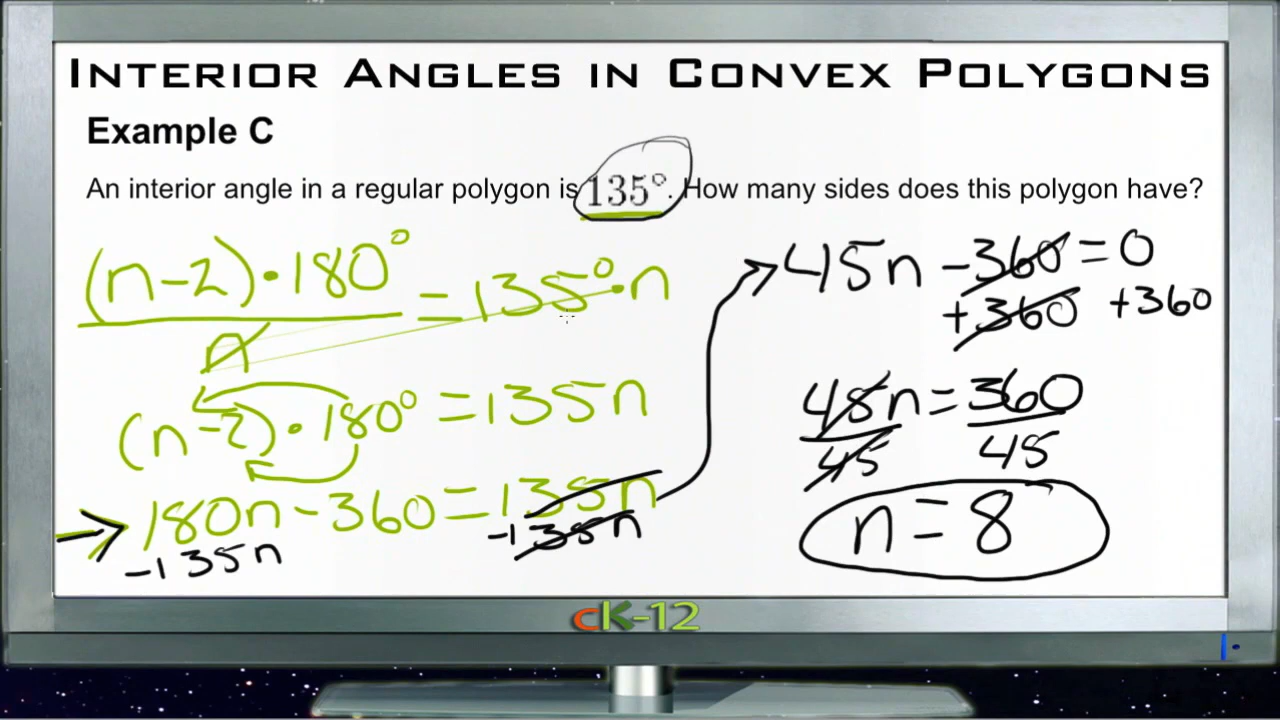 INTERIOR ANGLES IN CONVEX POLYGONS
Example C
An interior angle in a regular polygon is 135°. How many sides does this polygon have?
(n-2)·180°
= 135°·n
n
(n-2)·180° = 135n
180n - 360 = 135n
-135n -135n
45n - 360 = 0
+360 +360
45n = 360
45 45
n = 8
cK-12